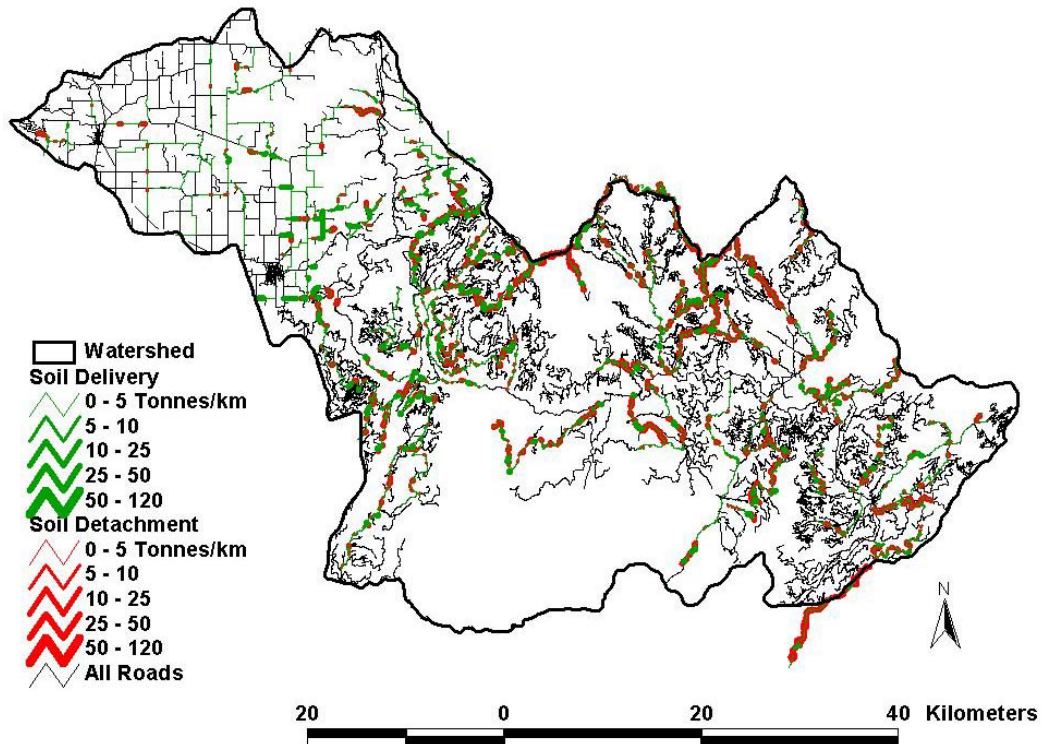 Watershed
Soil Delivery
0 - 5 Tonnes/km
5 - 10
10 - 25
25 - 50
50 - 120
Soil Detachment
0 - 5 Tonnes/km
5 - 10
10 - 25
25 - 50
50 - 120
All Roads
N
20 0 20 40 Kilometers